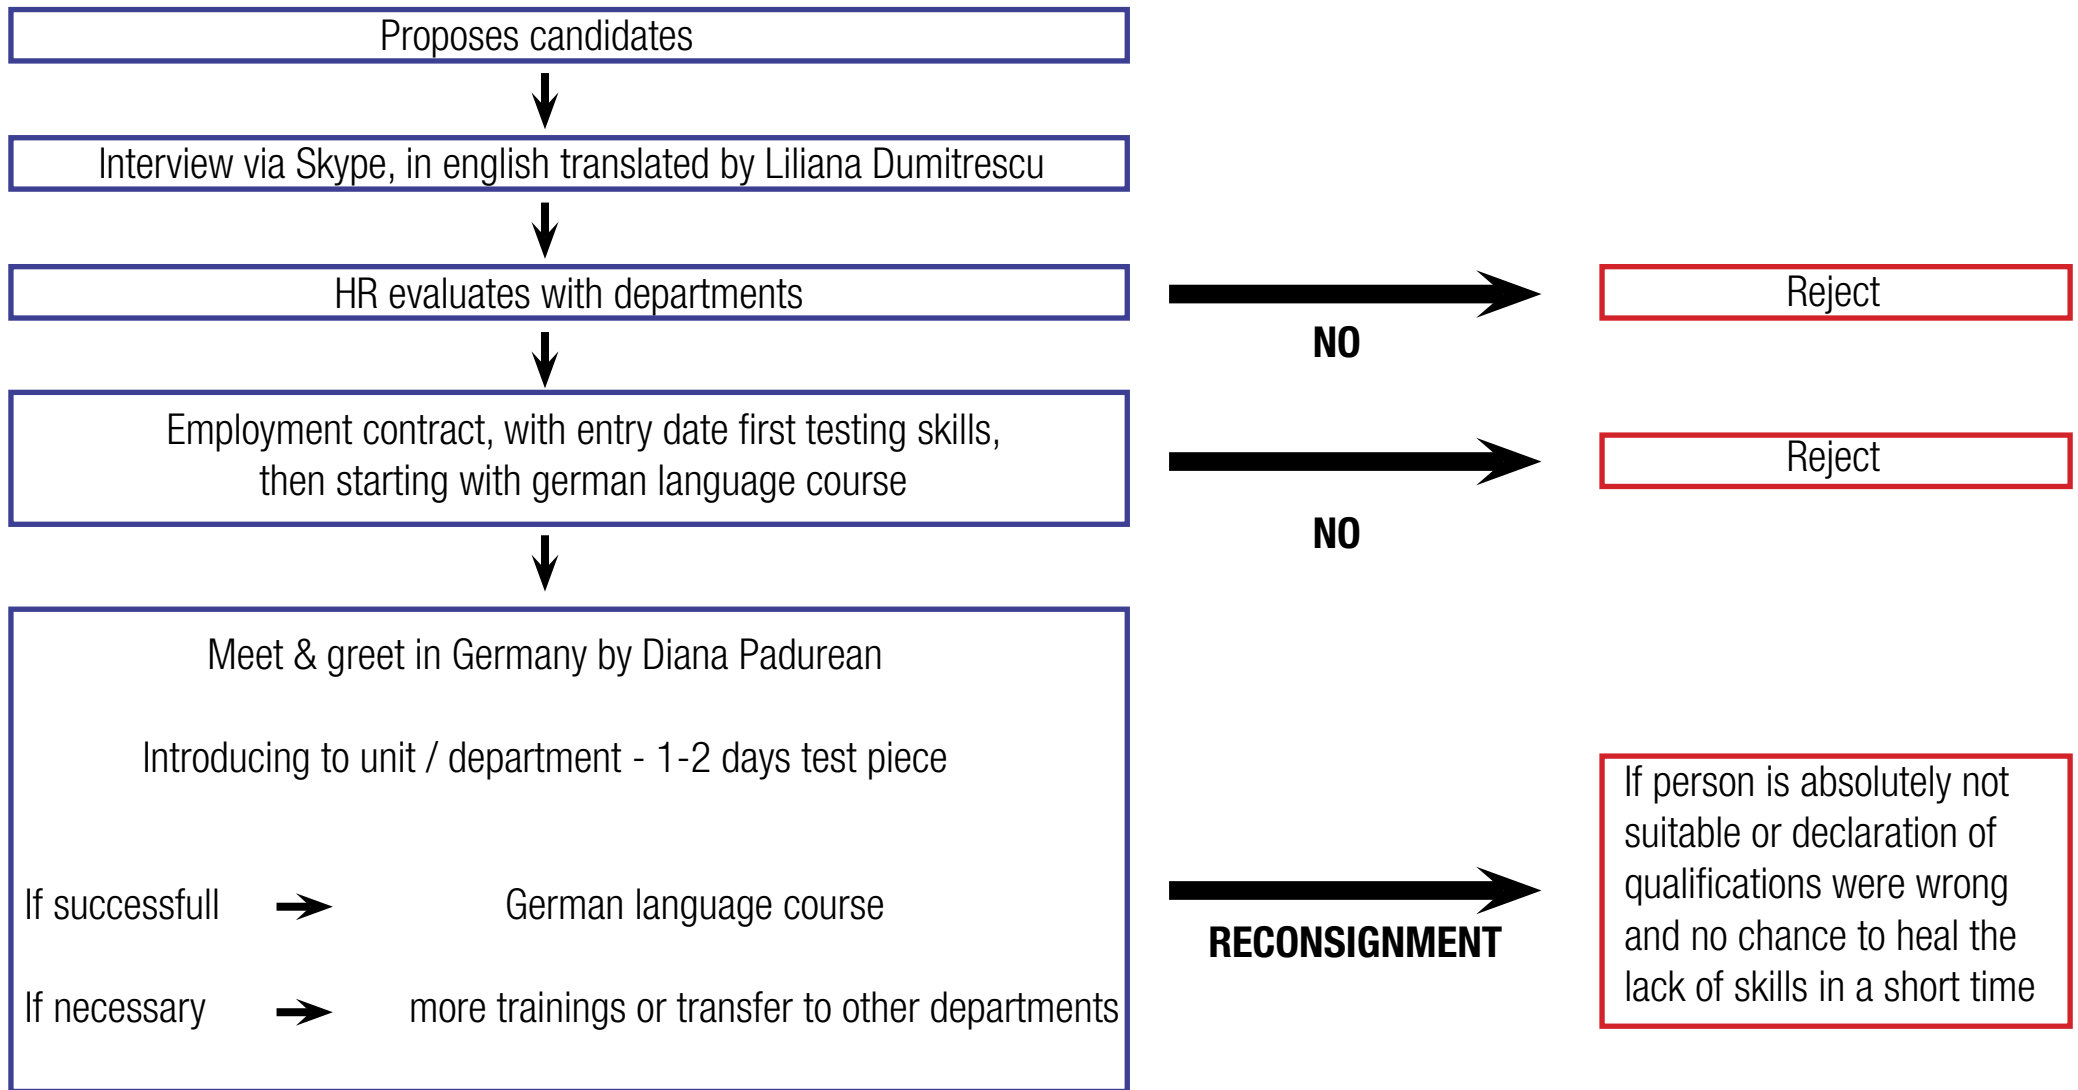 Proposes candidates
Interview via Skype, in english translated by Liliana Dumitrescu
HR evaluates with departments
NO
Reject
Employment contract, with entry date first testing skills,
then starting with german language course
NO
Reject
Meet & greet in Germany by Diana Padurean
Introducing to unit / department - 1-2 days test piece
If successfull
German language course
If necessary
more trainings or transfer to other departments
RECONSIGNMENT
If person is absolutely not
suitable or declaration of
qualifications were wrong
and no chance to heal the
lack of skills in a short time